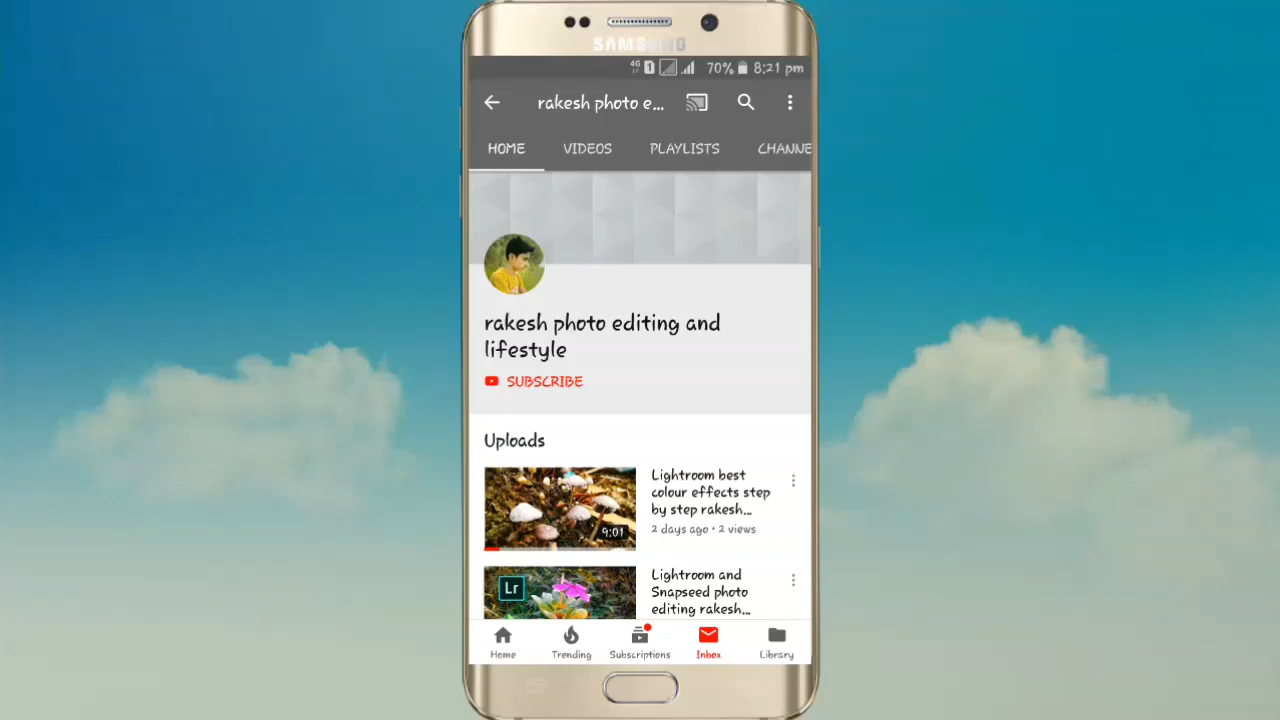 SAMSUNG
4G 1 70% 8:21 pm
rakesh photo e...
HOME VIDEOS PLAYLISTS CHANNE
rakesh photo editing and
lifestyle
SUBSCRIBE
Uploads
Lightroom best
colour effects step
by step rakesh...
2 days ago • 2 views
9:01
Lightroom and
Snapseed photo
editing rakesh...
Lr
Home Trending Subscriptions Inbox Library